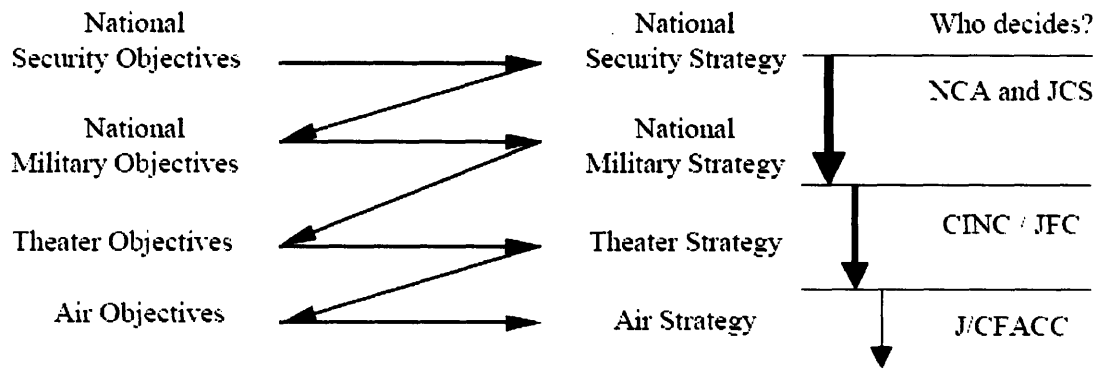 National
Security Objectives
National
Security Strategy
Who decides?
NCA and JCS
National
Military Objectives
National
Military Strategy
CINC / JFC
Theater Objectives
Theater Strategy
Air Objectives
Air Strategy
J/CFACC